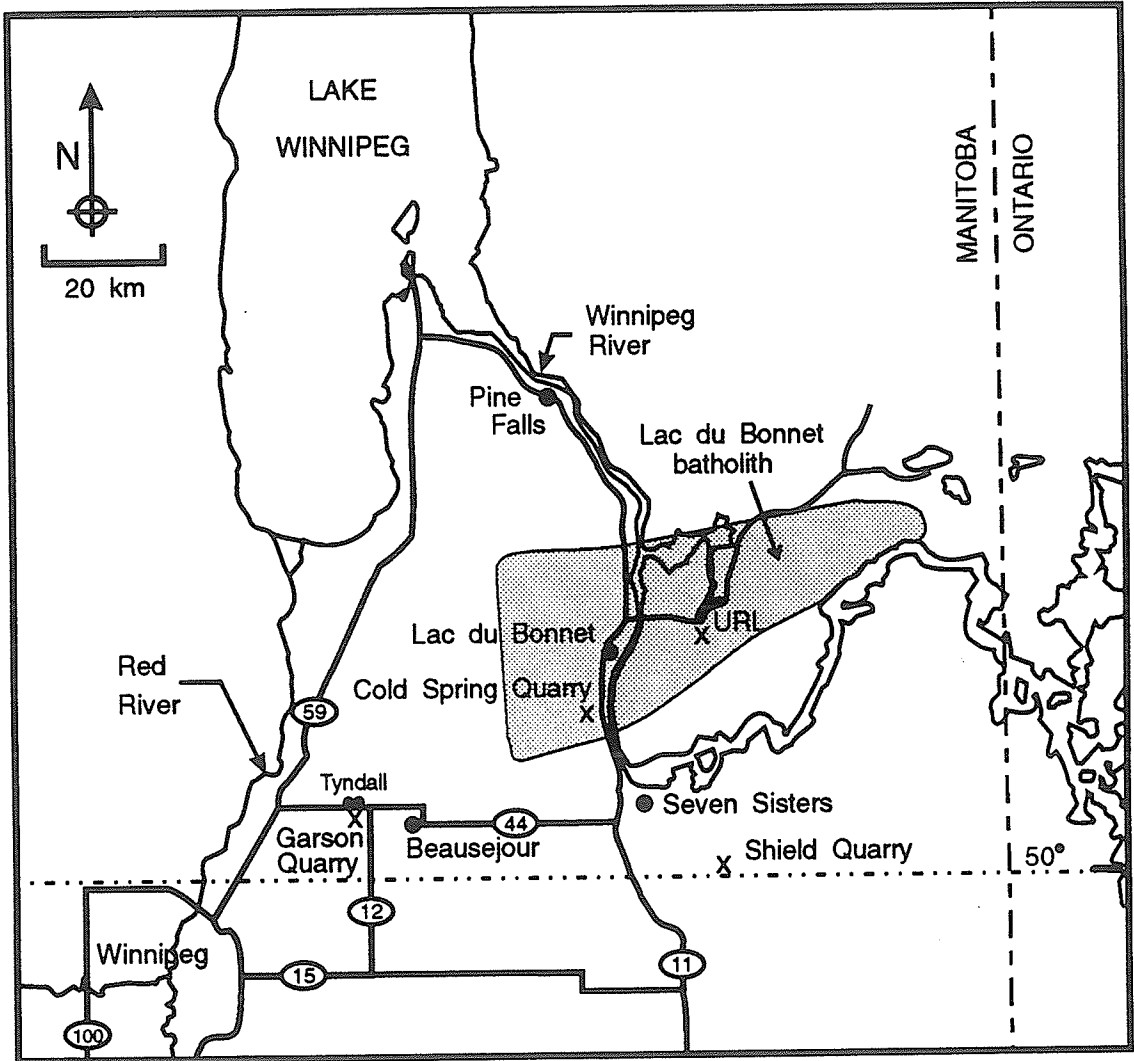 LAKE
WINNIPEG
N
20 km
MANITOBA
ONTARIO
Winnipeg
River
Pine
Falls
Lac du Bonnet
batholith
URL
X
Lac du Bonnet
Cold Spring Quarry
X
Red
River
59
Tyndall
X
Garson
Quarry
Beausejour
44
Seven Sisters
X Shield Quarry
50°
12
Winnipeg
15
11
100